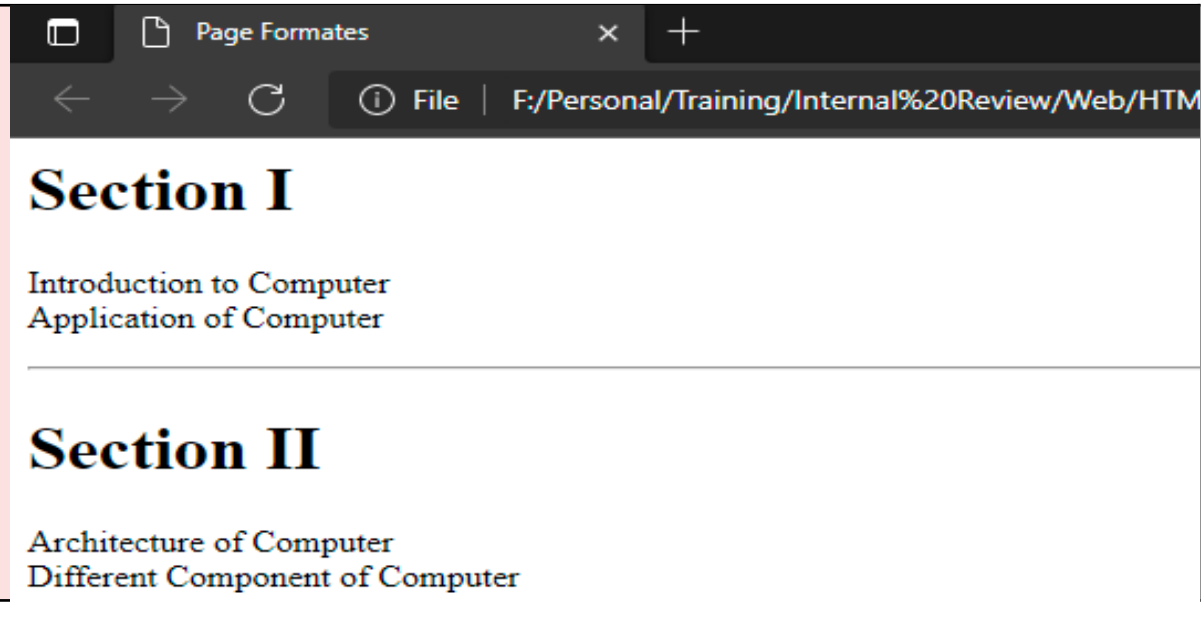 Page Formates
File | F:/Personal/Training/Internal%20Review/Web/HTM
Section I
Introduction to Computer
Application of Computer
Section II
Architecture of Computer
Different Component of Computer